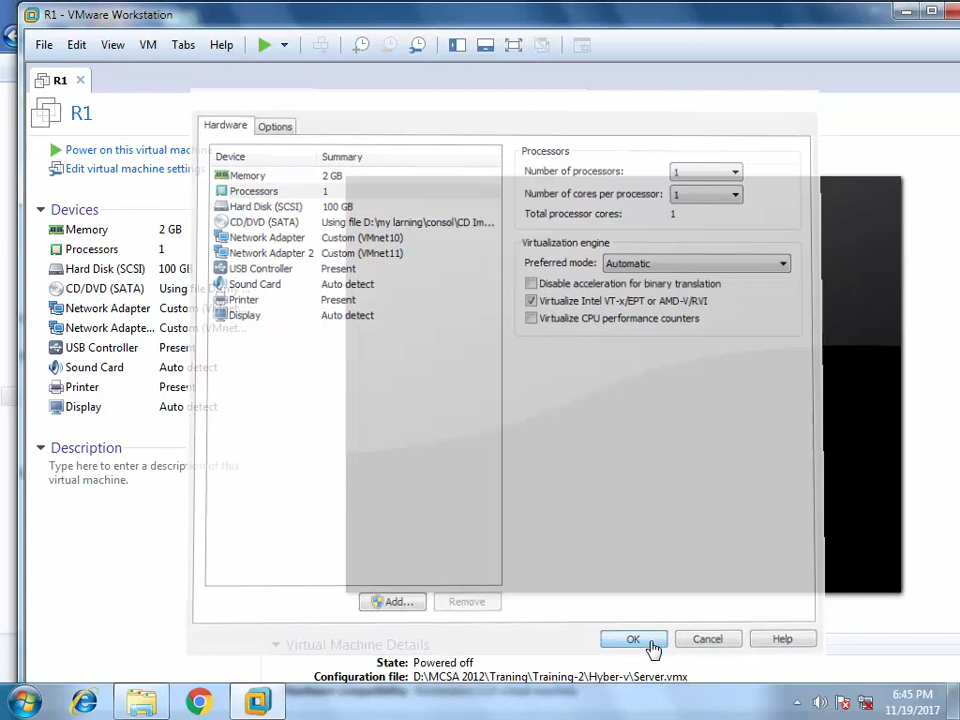 R1 - VMware Workstation
File Edit View VM Tabs Help
R1
R1
Power on this virtual machine
Edit virtual machine settings
Devices
Memory 2 GB
Processors 1
Hard Disk (SCSI) 100 GB
CD/DVD (SATA) Using file D:\my
Network Adapter Custom (VMnet...
Network Adapte... Custom (VMnet...
USB Controller Present
Sound Card Auto detect
Printer Present
Display Auto detect
Description
Type here to enter a description of this
virtual machine.
Hardware Options
Device Summary
Memory 2 GB
Processors 1
Hard Disk (SCSI) 100 GB
CD/DVD (SATA) Using file D:\my larning\consol\CD Im...
Network Adapter Custom (VMnet10)
Network Adapter 2 Custom (VMnet11)
USB Controller Present
Sound Card Auto detect
Printer Present
Display Auto detect
Add... Remove
Processors
Number of processors: 1
Number of cores per processor: 1
Total processor cores: 1
Virtualization engine
Preferred mode: Automatic
Disable acceleration for binary translation
Virtualize Intel VT-x/EPT or AMD-V/RVI
Virtualize CPU performance counters
OK Cancel Help
Virtual Machine Details
State: Powered off
Configuration file: D:\MCSA 2012\Traning\Training-2\Hyber-v\Server.vmx
6:45 PM
11/19/2017